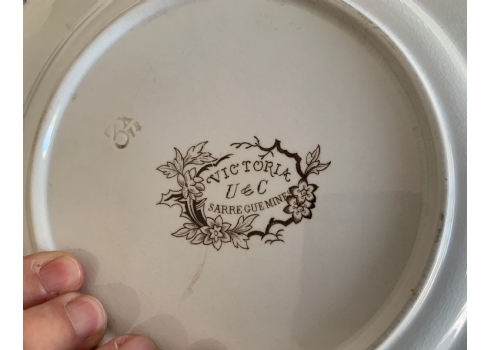 VICTORIA
U & C
SARREGUEMINES